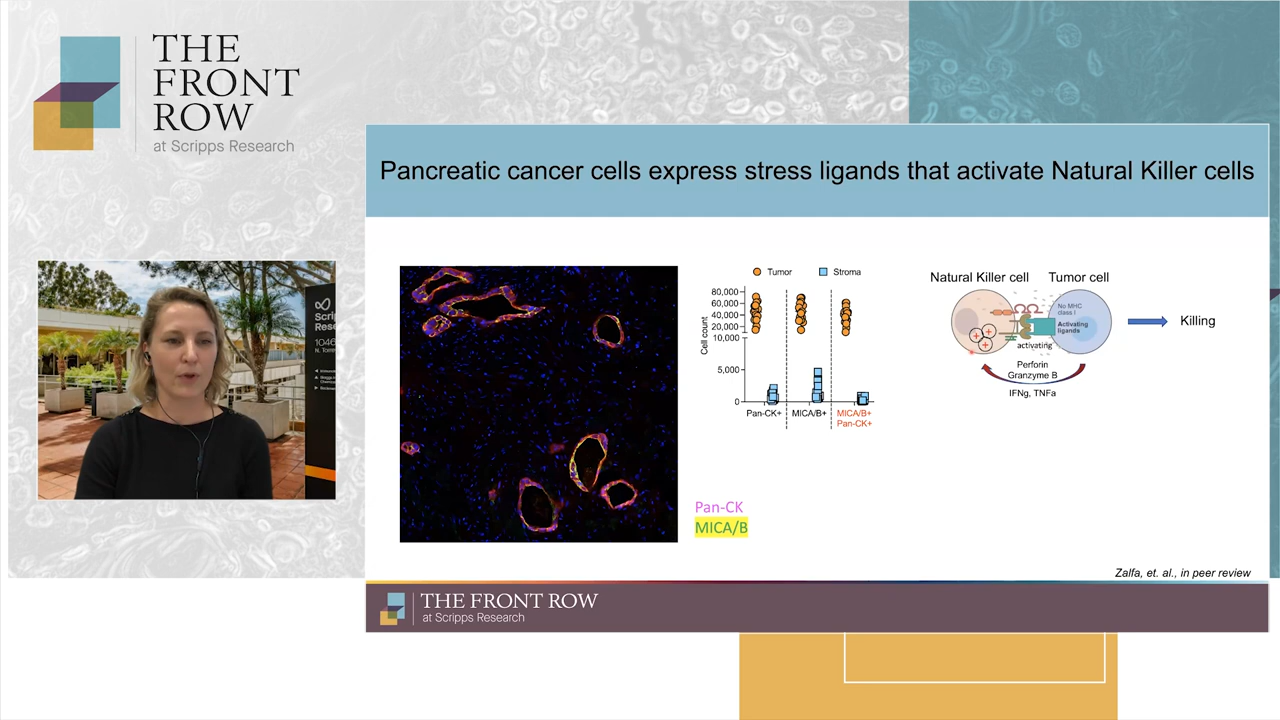 THE
FRONT
ROW
at Scripps Research
Pancreatic cancer cells express stress ligands that activate Natural Killer cells
1046
Tumor
Stroma
80,000
60,000
40,000
20,000
10,000
5,000
0
Cell count
Pan-CK+
MICA/B+
MICA/B+
Pan-CK+
Natural Killer cell
Tumor cell
No MHC
class I
Activating
ligands
activating
Perforin
Granzyme B
IFNg, TNFa
Killing
Pan-CK
MICA/B
Zalfa, et. al., in peer review
THE FRONT ROW
at Scripps Research